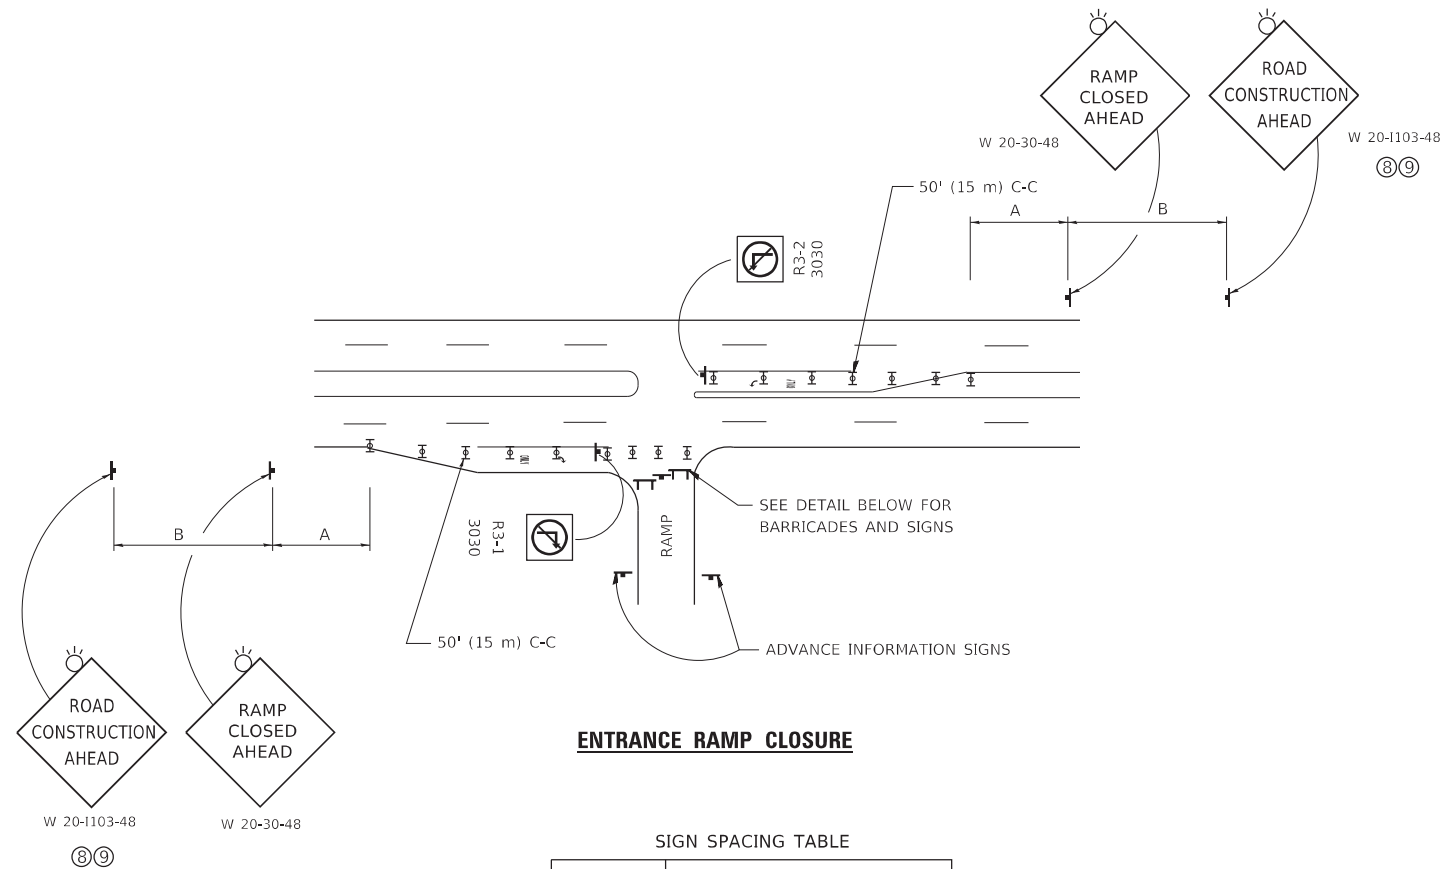 RAMP
CLOSED
AHEAD
W 20-30-48
ROAD
CONSTRUCTION
AHEAD
W 20-I103-48
⑧⑨
50' (15 m) C-C
A
B
R3-2
3030
ONLY
ONLY
B
A
R3-1
3030
RAMP
SEE DETAIL BELOW FOR
BARRICADES AND SIGNS
50' (15 m) C-C
ADVANCE INFORMATION SIGNS
ROAD
CONSTRUCTION
AHEAD
W 20-I103-48
⑧⑨
RAMP
CLOSED
AHEAD
W 20-30-48
ENTRANCE RAMP CLOSURE
SIGN SPACING TABLE